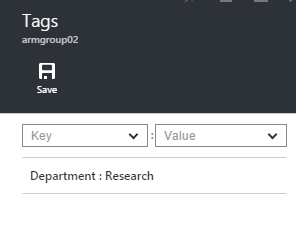 Tags
armgroup02
Save
Key : Value
Department : Research